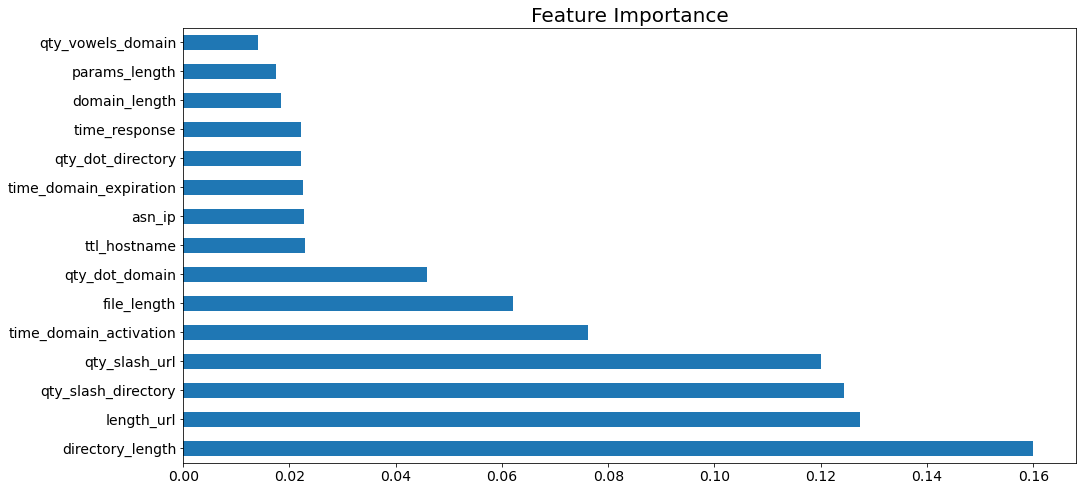 Feature Importance
qty_vowels_domain
params_length
domain_length
time_response
qty_dot_directory
time_domain_expiration
asn_ip
ttl_hostname
qty_dot_domain
file_length
time_domain_activation
qty_slash_url
qty_slash_directory
length_url
directory_length
0.00 0.02 0.04 0.06 0.08 0.10 0.12 0.14 0.16